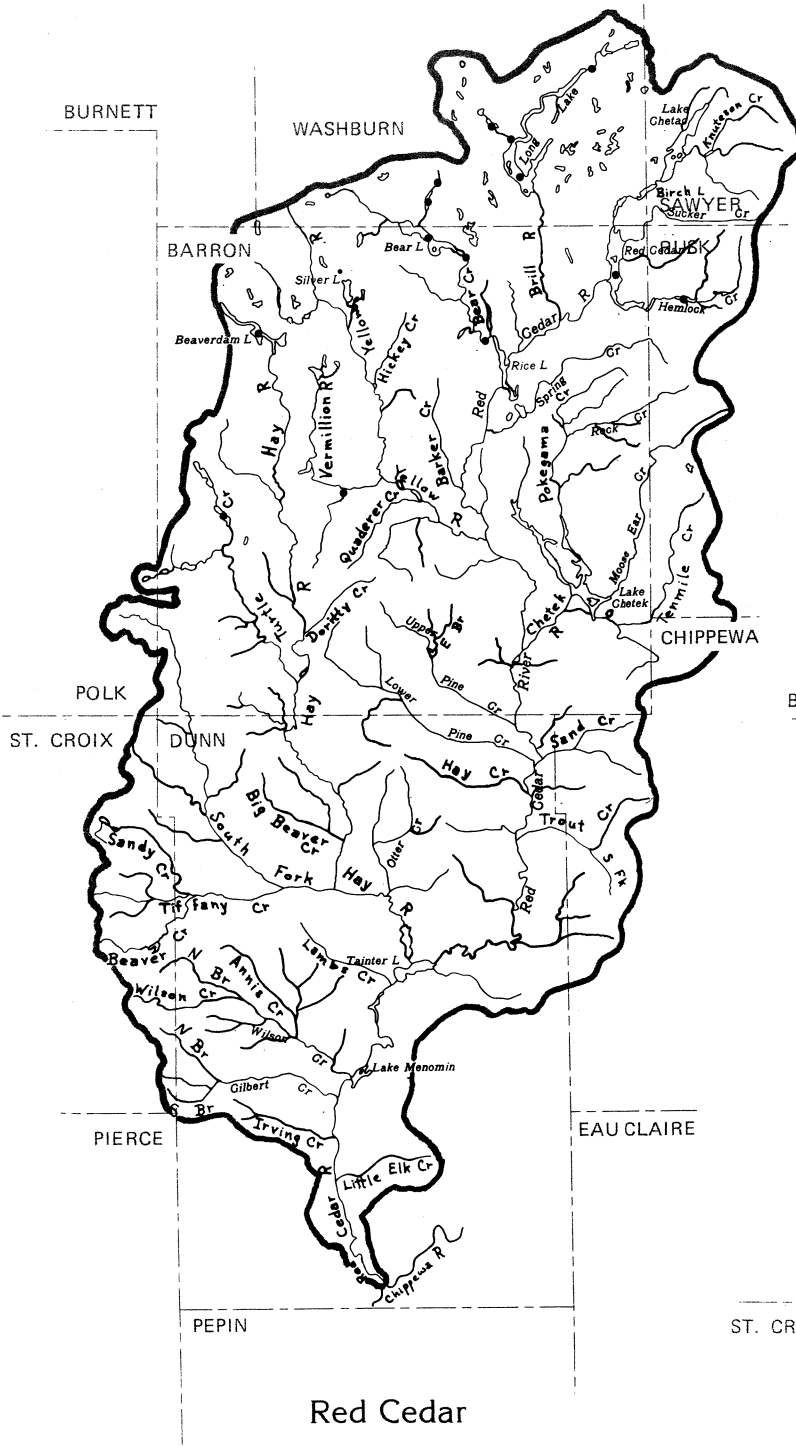 BURNETT
WASHBURN
Lake
Chetac
Knuteson Cr
Long Lake
Birch L
SAWYER
Sucker Cr
BARRON
R
Bear L
Brill R
Red Cedar L
RUSK
Silver L
Yellow
Bear Cr
Cedar R
Hemlock Cr
Beaverdam L
Hickey Cr
Rice L
Hay R
Vermillion R
Barker Cr
Red
Spring Cr
Cr
Rock Cr
Pokegama
Quaderer Cr
Yellow R
Moose Ear Cr
Tenmile Cr
Cr
Turtle
R
Doritty Cr
Chetek R
Lake
Chetek
Upper
E Br
CHIPPEWA
River
POLK
Hay
Lower
Pine Cr
ST. CROIX
DUNN
Pine Cr
Sand Cr
Hay Cr
Cedar
Big Beaver
Cr
Trout Cr
South Fork
Otter Cr
Hay R
S Fk
Sandy Cr
Red
Tiffany Cr
Beaver Cr
N Br
Annis Cr
Lambs Cr
Tainter L
Wilson Cr
Wilson Cr
N Br
Lake Menomin
Gilbert Cr
S Br
PIERCE
Irving Cr
EAU CLAIRE
Little Elk Cr
Red Cedar R
Chippewa R
PEPIN
ST. CR
Red Cedar